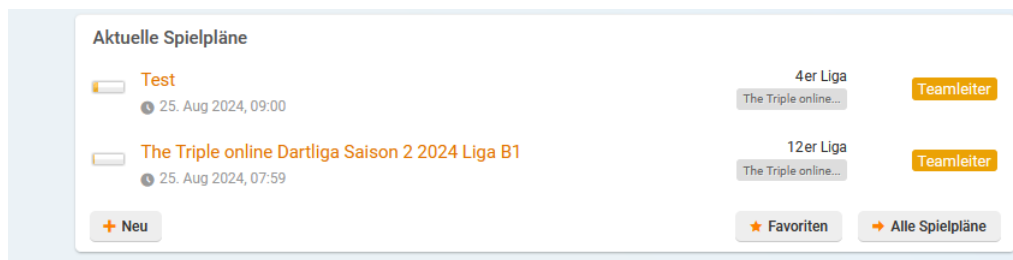 Aktuelle Spielpläne
Test
25. Aug 2024, 09:00
4er Liga
The Triple online...
Teamleiter
The Triple online Dartliga Saison 2 2024 Liga B1
25. Aug 2024, 07:59
12er Liga
The Triple online...
Teamleiter
Neu
Favoriten
Alle Spielpläne